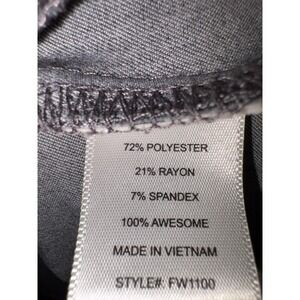 72% POLYESTER
21% RAYON
7% SPANDEX
100% AWESOME
MADE IN VIETNAM
STYLE#: FW1100